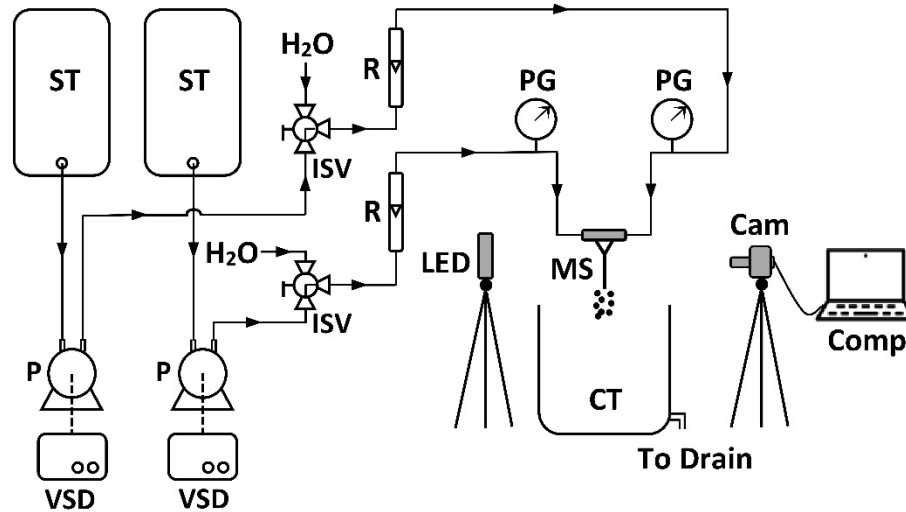 ST
ST
H₂O
R
ISV
PG
PG
R
H₂O
ISV
LED
MS
Cam
Comp
P
P
CT
To Drain
VSD
VSD